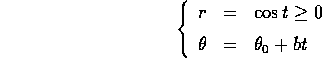 r = cos t ≥ 0
θ = θ₀ + bt